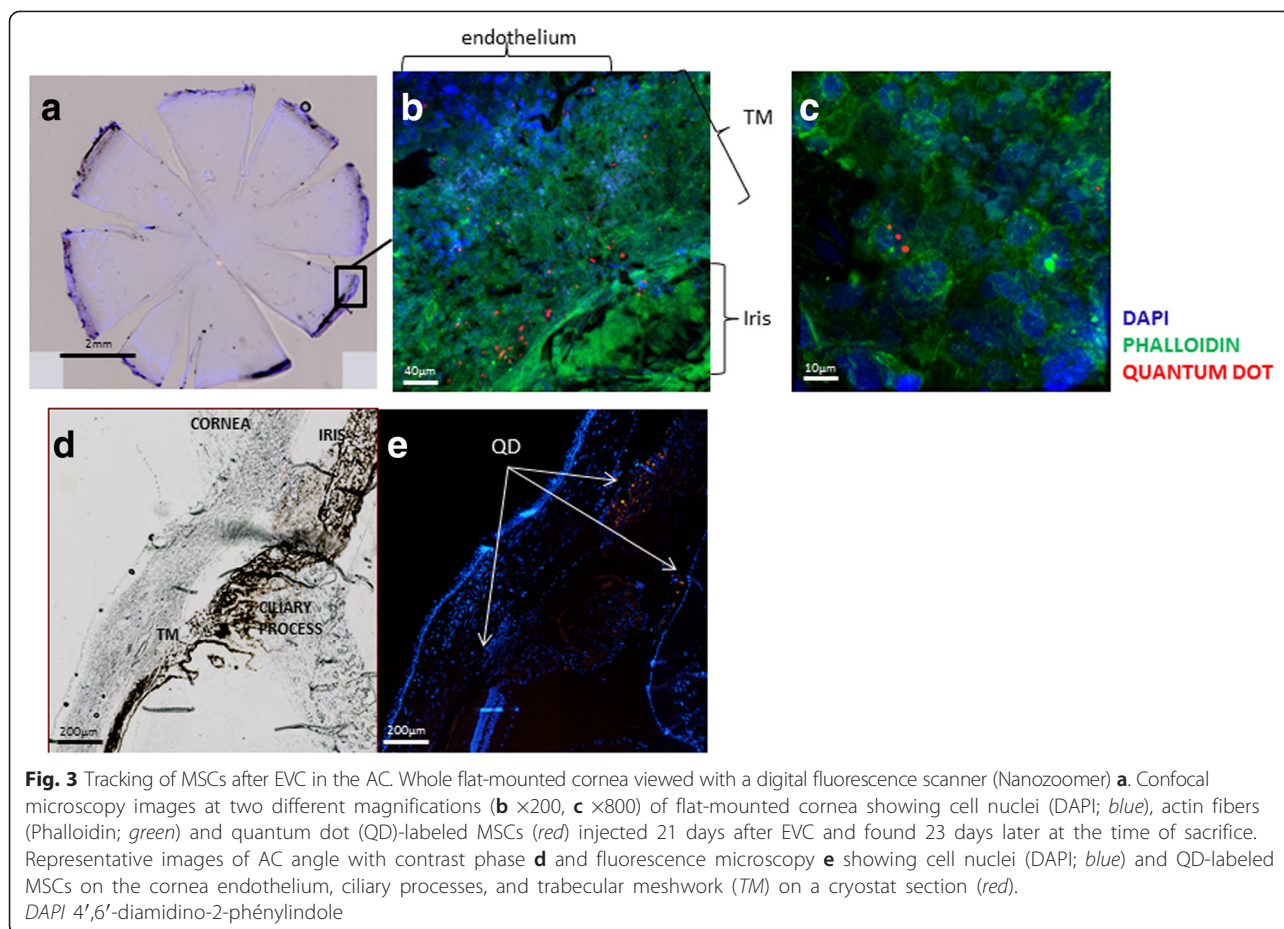 endothelium
a
b
c
TM
Iris
2mm
40μm
10μm
DAPI
PHALLOIDIN
QUANTUM DOT
d
CORNEA
IRIS
TM
CILIARY
PROCESS
200μm
e
QD
200μm
Fig. 3 Tracking of MSCs after EVC in the AC. Whole flat-mounted cornea viewed with a digital fluorescence scanner (Nanozoomer) a. Confocal
microscopy images at two different magnifications (b ×200, c ×800) of flat-mounted cornea showing cell nuclei (DAPI; blue), actin fibers
(Phalloidin; green) and quantum dot (QD)-labeled MSCs (red) injected 21 days after EVC and found 23 days later at the time of sacrifice.
Representative images of AC angle with contrast phase d and fluorescence microscopy e showing cell nuclei (DAPI; blue) and QD-labeled
MSCs on the cornea endothelium, ciliary processes, and trabecular meshwork (TM) on a cryostat section (red).
DAPI 4′,6′-diamidino-2-phénylindole